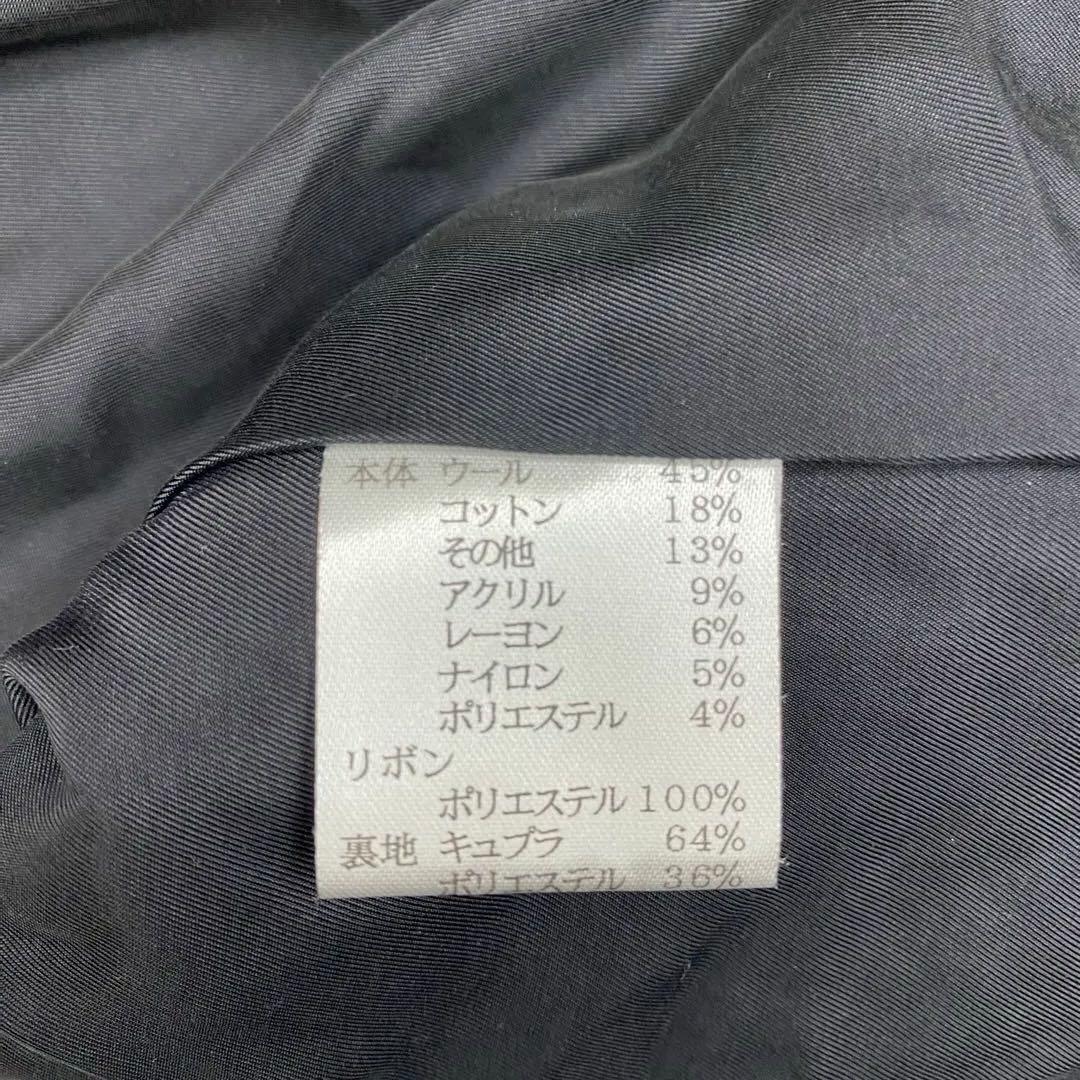 本体 ウール 45%
コットン 18%
その他 13%
アクリル 9%
レーヨン 6%
ナイロン 5%
ポリエステル 4%
リボン
ポリエステル 100%
裏地 キュプラ 64%
ポリエステル 36%